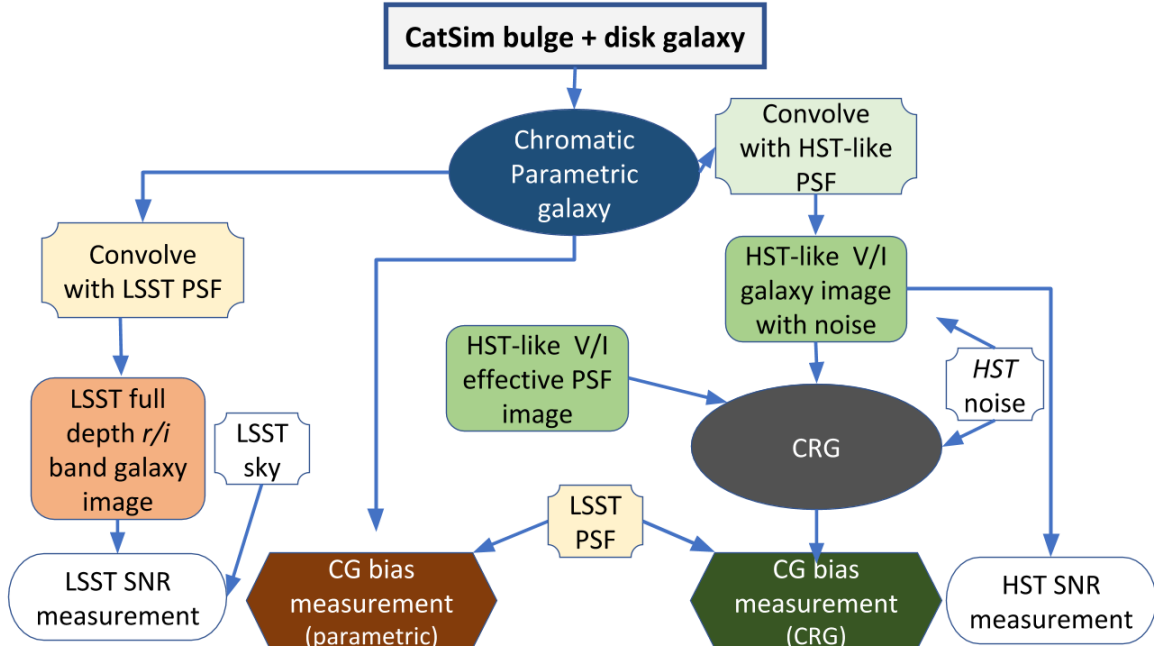 CatSim bulge + disk galaxy
Chromatic
Parametric
galaxy
Convolve
with HST-like
PSF
Convolve
with LSST PSF
HST-like V/I
galaxy image
with noise
HST-like V/I
effective PSF
image
HST
noise
LSST full
depth r/i
band galaxy
image
LSST
sky
CRG
LSST
PSF
LSST SNR
measurement
CG bias
measurement
(parametric)
CG bias
measurement
(CRG)
HST SNR
measurement